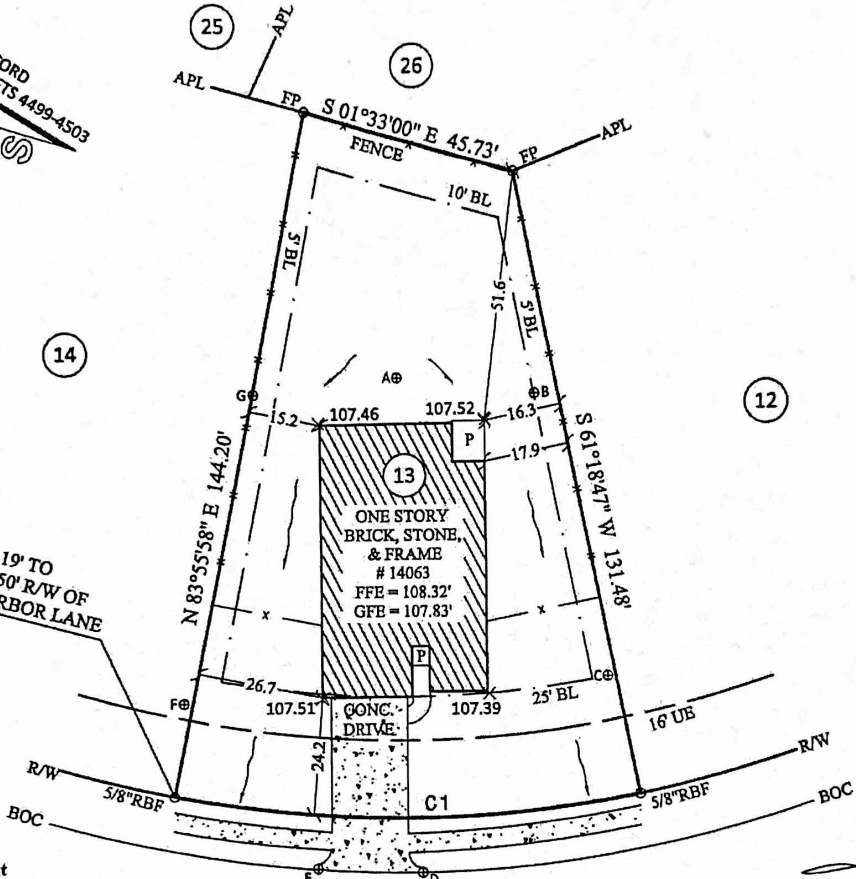 25
APL
26
ORD
TS 4499-4503
S
APL
FP
S 01°33'00" E 45.73'
FP
APL
FENCE
10' BL
5' BL
51.6
5' BL
14
A
G
B
12
15.2
107.46
107.52
16.3
P
17.9
13
N 83°55'58" E 144.20'
S 61°18'47" W 131.48'
ONE STORY
BRICK, STONE,
& FRAME
# 14063
FFE = 108.32'
GFE = 107.83'
19' TO
50' R/W OF
RBOR LANE
x
x
P
26.7
C
F
107.51
CONC.
DRIVE
107.39
25' BL
16' UE
24.2
R/W
R/W
5/8"RBF
C1
5/8"RBF
BOC
BOC
E
D
t